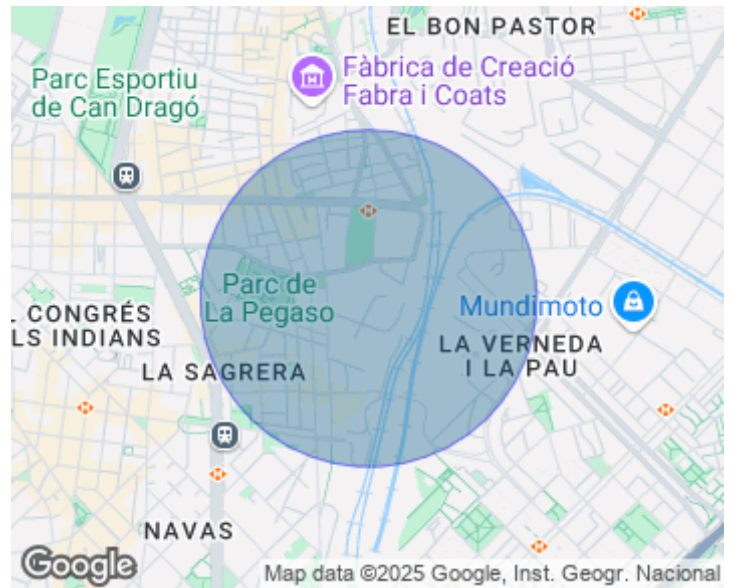 EL BON PASTOR
Parc Esportiu
de Can Dragó
Fàbrica de Creació
Fabra i Coats
Parc de
La Pegaso
Mundimoto
CONGRÉS
LS INDIANS
LA VERNEDA
I LA PAU
LA SAGRERA
NAVAS
Google
Map data ©2025 Google, Inst. Geogr. Nacional